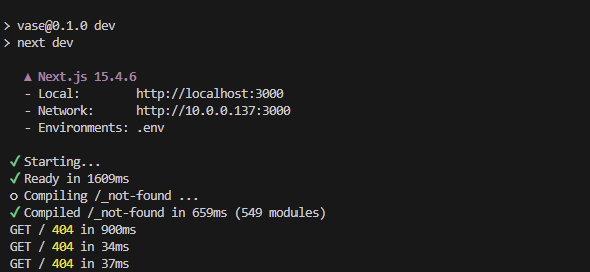 > vase@0.1.0 dev
> next dev
▲ Next.js 15.4.6
- Local: http://localhost:3000
- Network: http://10.0.0.137:3000
- Environments: .env
✓ Starting...
✓ Ready in 1609ms
○ Compiling /_not-found ...
✓ Compiled /_not-found in 659ms (549 modules)
GET / 404 in 900ms
GET / 404 in 34ms
GET / 404 in 37ms